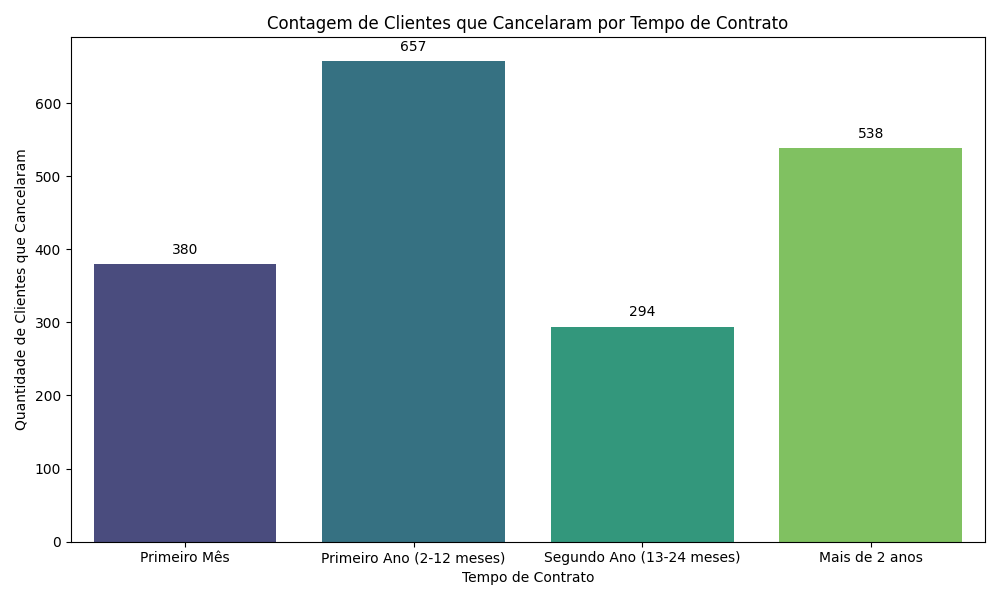 Contagem de Clientes que Cancelaram por Tempo de Contrato
Quantidade de Clientes que Cancelaram
600
500
400
300
200
100
0
380
657
294
538
Primeiro Mês
Primeiro Ano (2-12 meses)
Segundo Ano (13-24 meses)
Mais de 2 anos
Tempo de Contrato